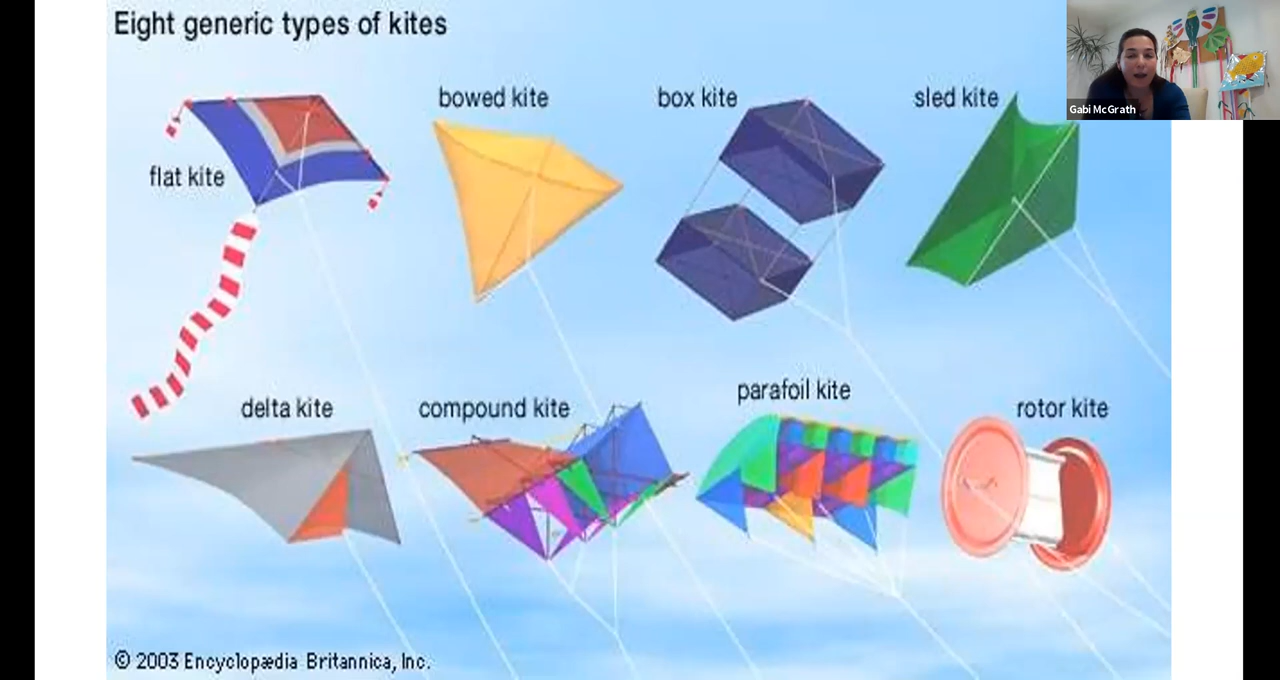 Eight generic types of kites
bowed kite
box kite
sled kite
Gabi McGrath
flat kite
delta kite
compound kite
parafoil kite
rotor kite
© 2003 Encyclopædia Britannica, Inc.